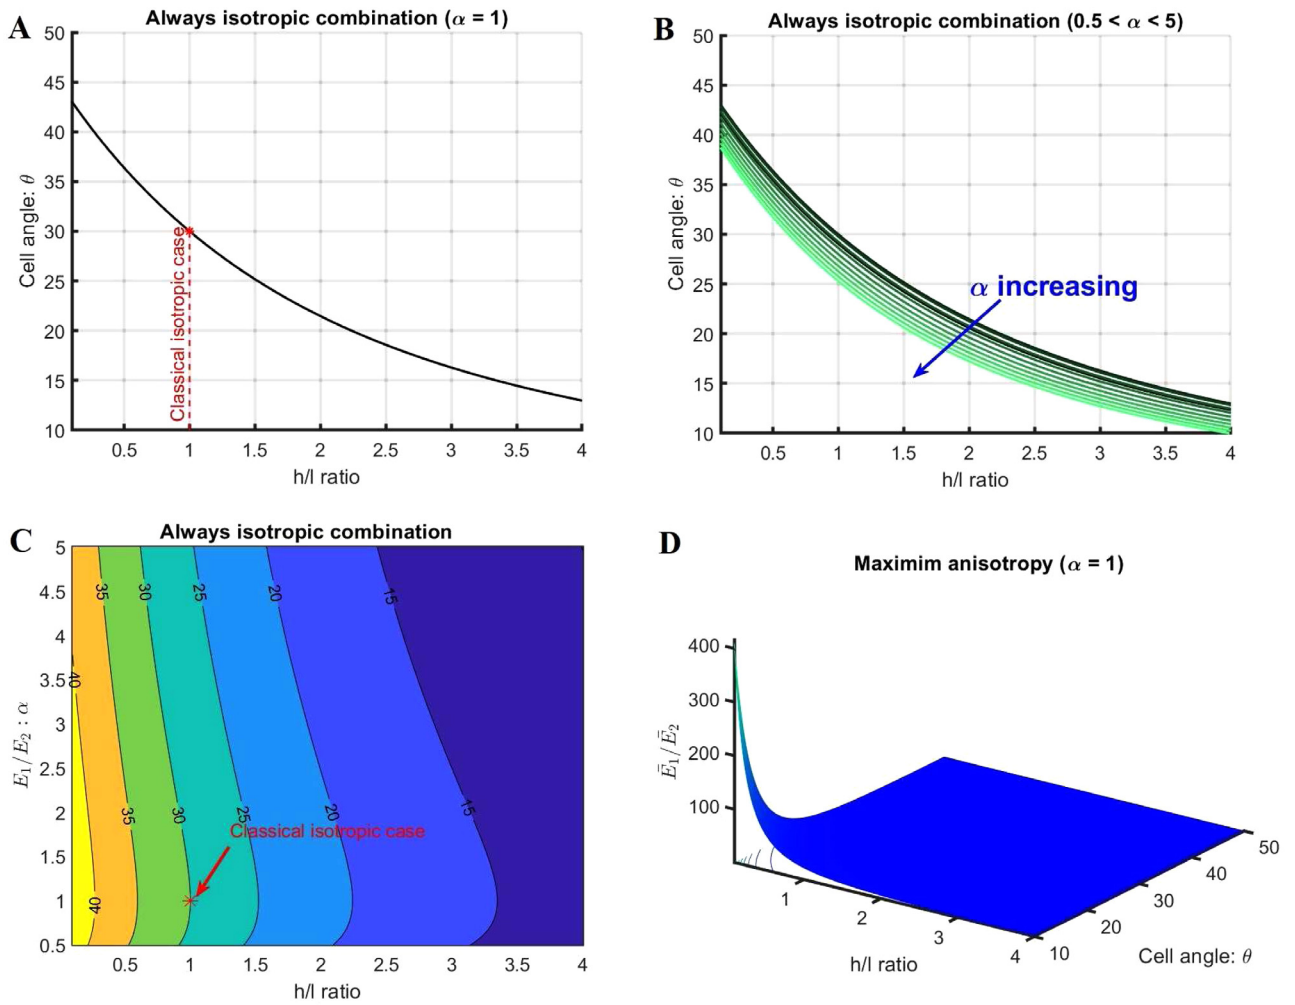 A
Always isotropic combination (α = 1)
50
45
40
35
30
25
20
15
10
Cell angle: θ
Classical isotropic case
0.5 1 1.5 2 2.5 3 3.5 4
h/l ratio
B
Always isotropic combination (0.5 < α < 5)
50
45
40
35
30
25
20
15
10
Cell angle: θ
α increasing
0.5 1 1.5 2 2.5 3 3.5 4
h/l ratio
C
Always isotropic combination
5
4.5
4
3.5
3
2.5
2
1.5
1
0.5
E₁/E₂ : α
35 30 25 20 15
40
35 30 25 20 15
Classical isotropic case
40
0.5 1 1.5 2 2.5 3 3.5 4
h/l ratio
D
Maximim anisotropy (α = 1)
400
300
200
100
Ē₁/Ē₂
1
2
3
4
h/l ratio
10
20
30
40
50
Cell angle: θ